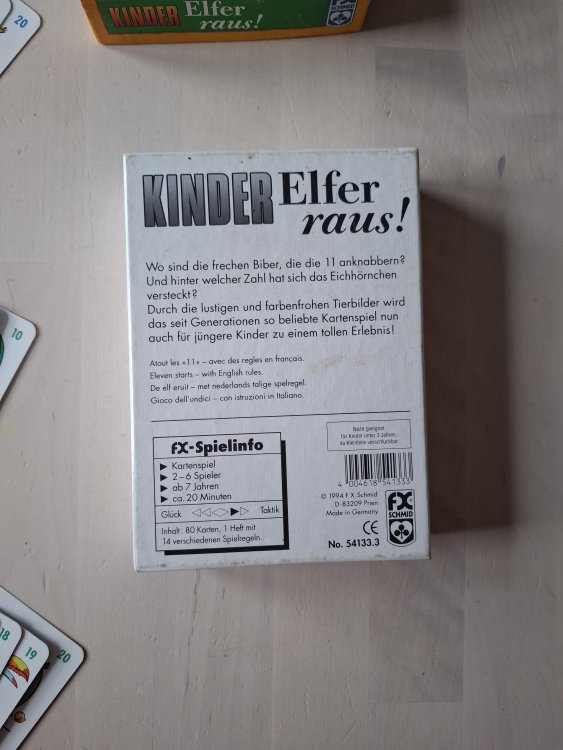 20
KINDER Elfer
raus!
SCHMID
KINDER Elfer
raus!
Wo sind die frechen Biber, die die 11 anknabbern?
Und hinter welcher Zahl hat sich das Eichhörnchen
versteckt?
Durch die lustigen und farbenfrohen Tierbilder wird
das seit Generationen so beliebte Kartenspiel nun
auch für jüngere Kinder zu einem tollen Erlebnis!
Atout les »11« – avec des regles en français.
Eleven starts – with English rules.
De elf eruit – met nederlands talige spelregel.
Gioco dell'undici – con istruzioni in Italiano.
10
Nicht geeignet
für Kinder unter 3 Jahren,
da Kleinteile verschluckbar.
FX-Spielinfo
▶ Kartenspiel
▶ 2–6 Spieler
▶ ab 7 Jahren
▶ ca. 20 Minuten
Glück ◁◁◇▶▷ Taktik
Inhalt: 80 Karten, 1 Heft mit
14 verschiedenen Spielregeln.
4 004618 541333
© 1994 F. X. Schmid
D-83209 Prien
Made in Germany
CE
No. 54133.3
FX
SCHMID
18
19
20